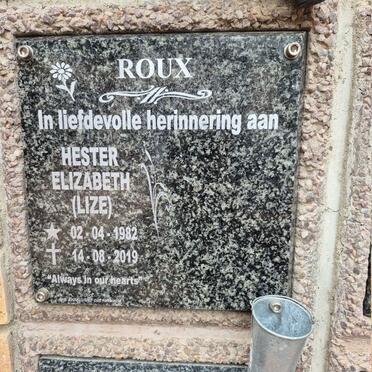 ROUX
In liefdevolle herinnering aan
HESTER
ELIZABETH
(LIZE)
02 - 04 - 1982
14 - 08 - 2019
"Always in our hearts"